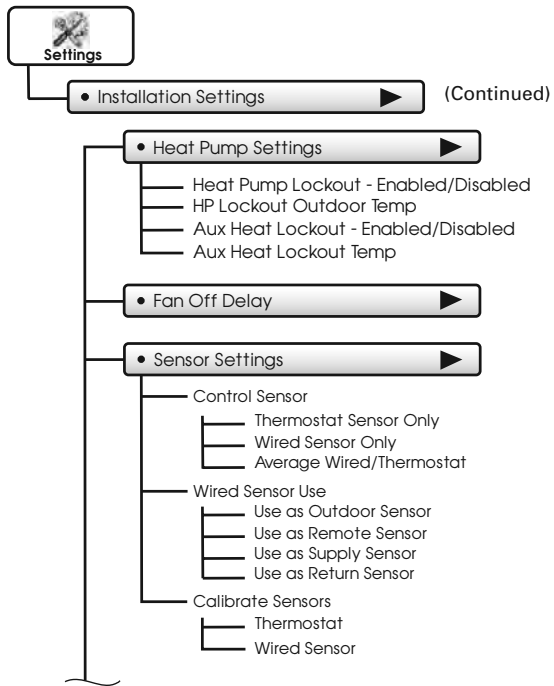 Settings
• Installation Settings
(Continued)
• Heat Pump Settings
Heat Pump Lockout - Enabled/Disabled
HP Lockout Outdoor Temp
Aux Heat Lockout - Enabled/Disabled
Aux Heat Lockout Temp
• Fan Off Delay
• Sensor Settings
Control Sensor
Thermostat Sensor Only
Wired Sensor Only
Average Wired/Thermostat
Wired Sensor Use
Use as Outdoor Sensor
Use as Remote Sensor
Use as Supply Sensor
Use as Return Sensor
Calibrate Sensors
Thermostat
Wired Sensor